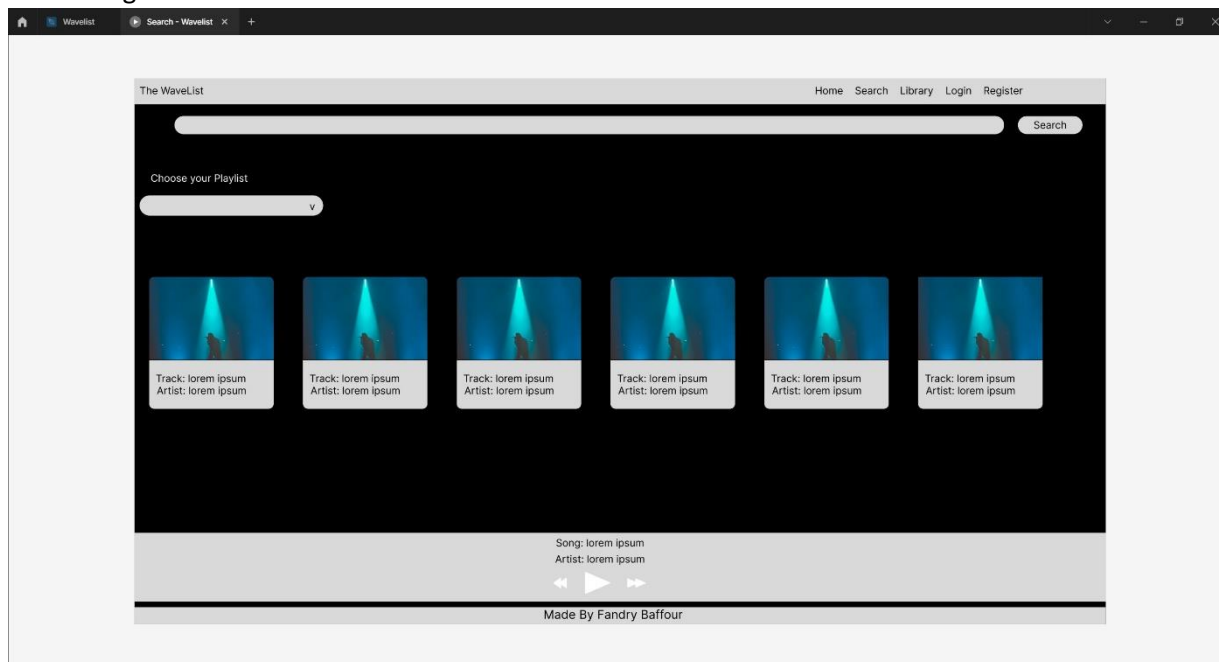 Wavelist
Search - Wavelist × +
The WaveList
Home Search Library Login Register
Search
Choose your Playlist
v
Track: lorem ipsum
Artist: lorem ipsum
Track: lorem ipsum
Artist: lorem ipsum
Track: lorem ipsum
Artist: lorem ipsum
Track: lorem ipsum
Artist: lorem ipsum
Track: lorem ipsum
Artist: lorem ipsum
Track: lorem ipsum
Artist: lorem ipsum
Song: lorem ipsum
Artist: lorem ipsum
Made By Fandry Baffour